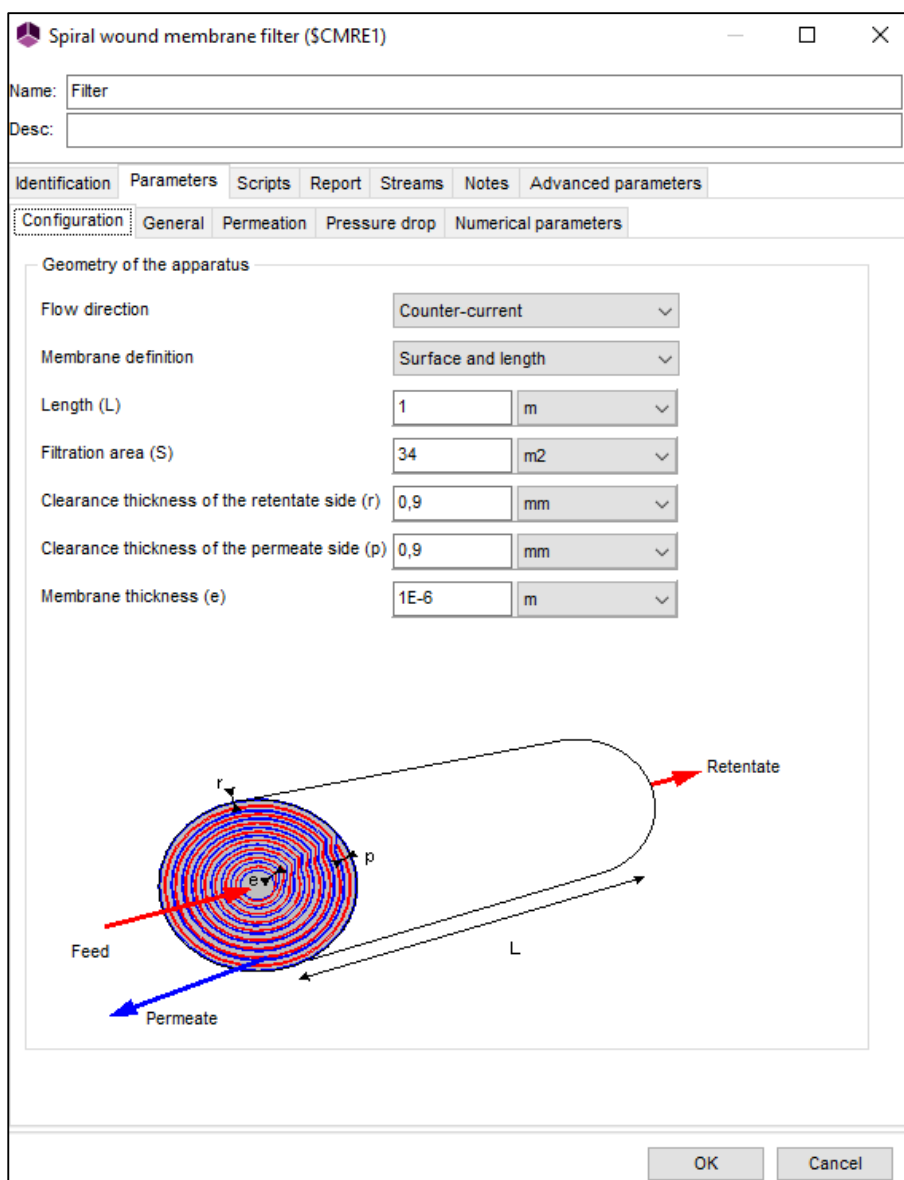 Spiral wound membrane filter ($CMRE1)
Name: Filter
Desc:
Identification Parameters Scripts Report Streams Notes Advanced parameters
Configuration General Permeation Pressure drop Numerical parameters
Geometry of the apparatus
Flow direction Counter-current
Membrane definition Surface and length
Length (L) 1 m
Filtration area (S) 34 m2
Clearance thickness of the retentate side (r) 0,9 mm
Clearance thickness of the permeate side (p) 0,9 mm
Membrane thickness (e) 1E-6 m
Retentate
r
p
e
Feed
L
Permeate
OK Cancel